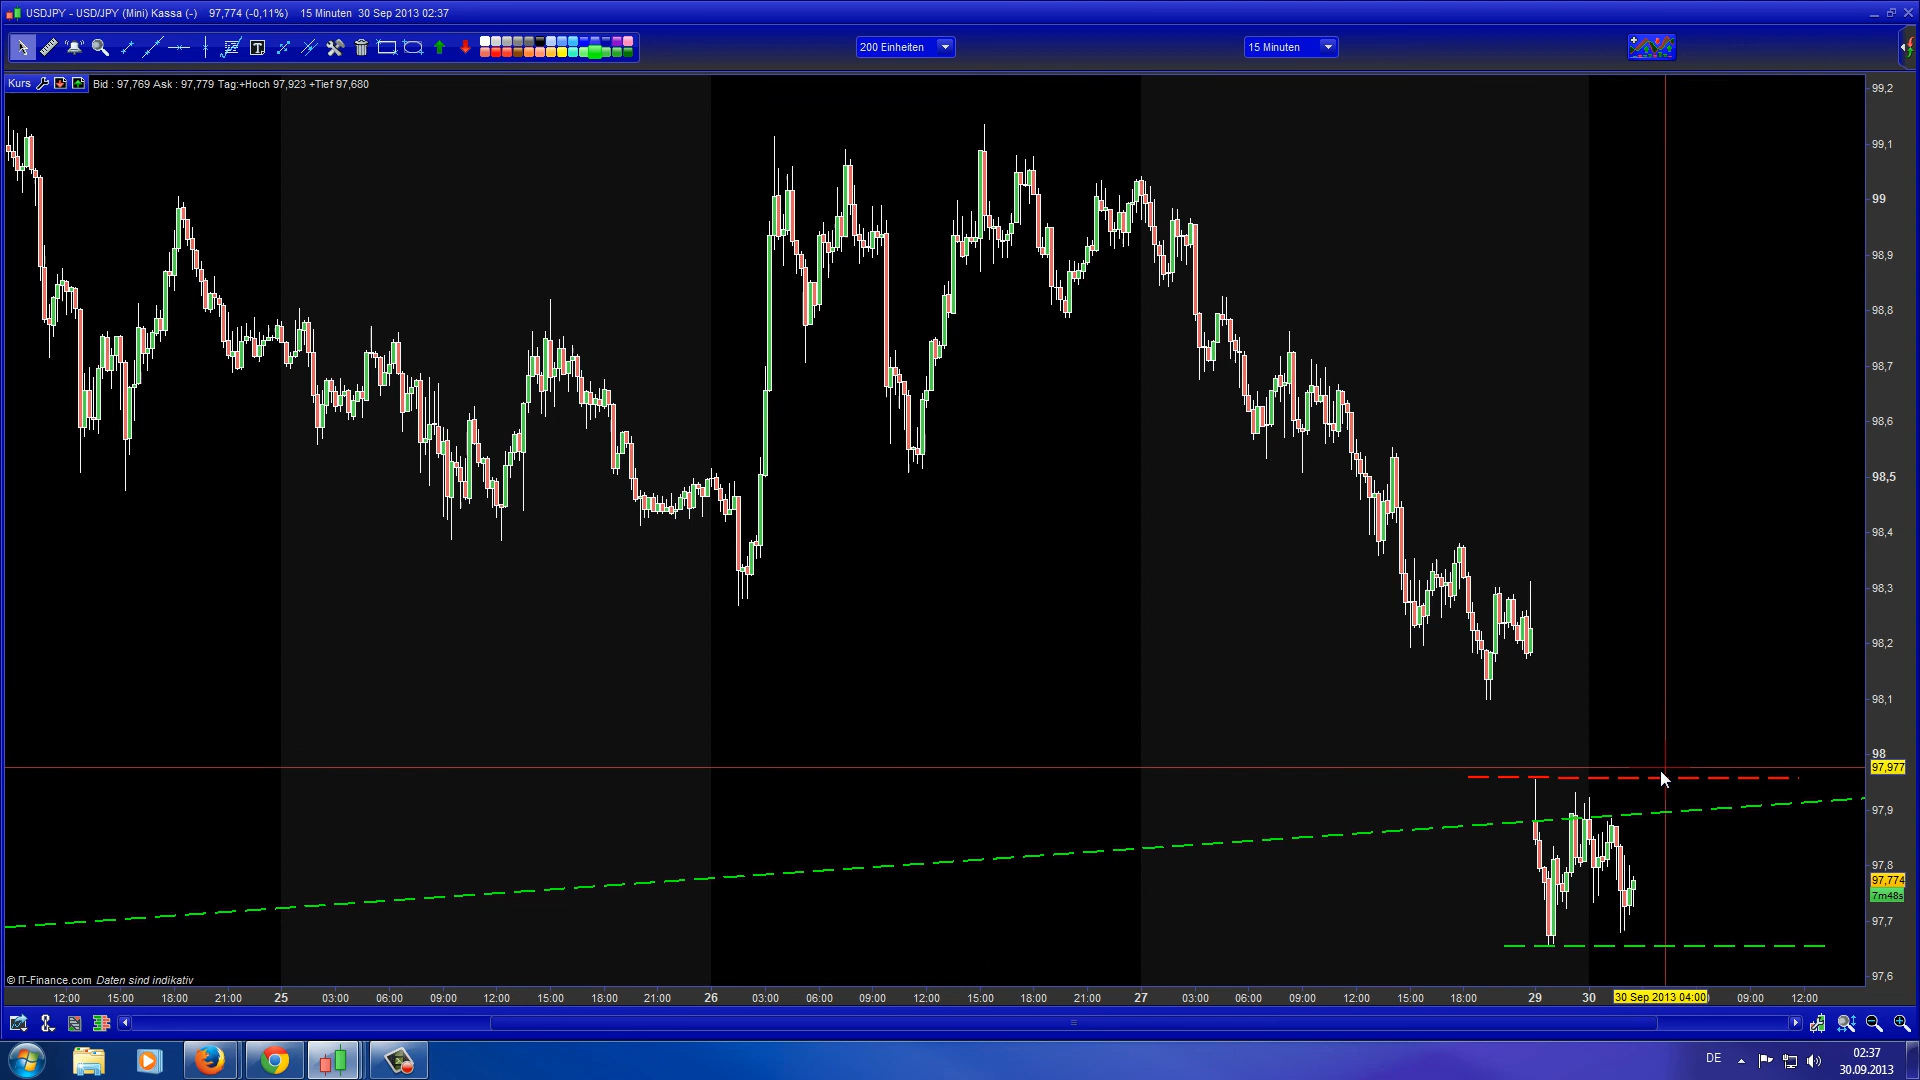 USDJPY - USD/JPY (Mini) Kassa (-) 97,774 (-0,11%) 15 Minuten 30 Sep 2013 02:37
200 Einheiten
15 Minuten
Kurs Bid : 97,769 Ask : 97,779 Tag:+Hoch 97,923 +Tief 97,680
99,2
99,1
99
98,9
98,8
98,7
98,6
98,5
98,4
98,3
98,2
98,1
98
97,977
97,9
97,8
97,774
7m48s
97,7
97,6
© IT-Finance.com Daten sind indikativ
12:00 15:00 18:00 21:00 25 03:00 06:00 09:00 12:00 15:00 18:00 21:00 26 03:00 06:00 09:00 12:00 15:00 18:00 21:00 27 03:00 06:00 09:00 12:00 15:00 18:00 29 30 30 Sep 2013 04:00 09:00 12:00
DE
02:37
30.09.2013